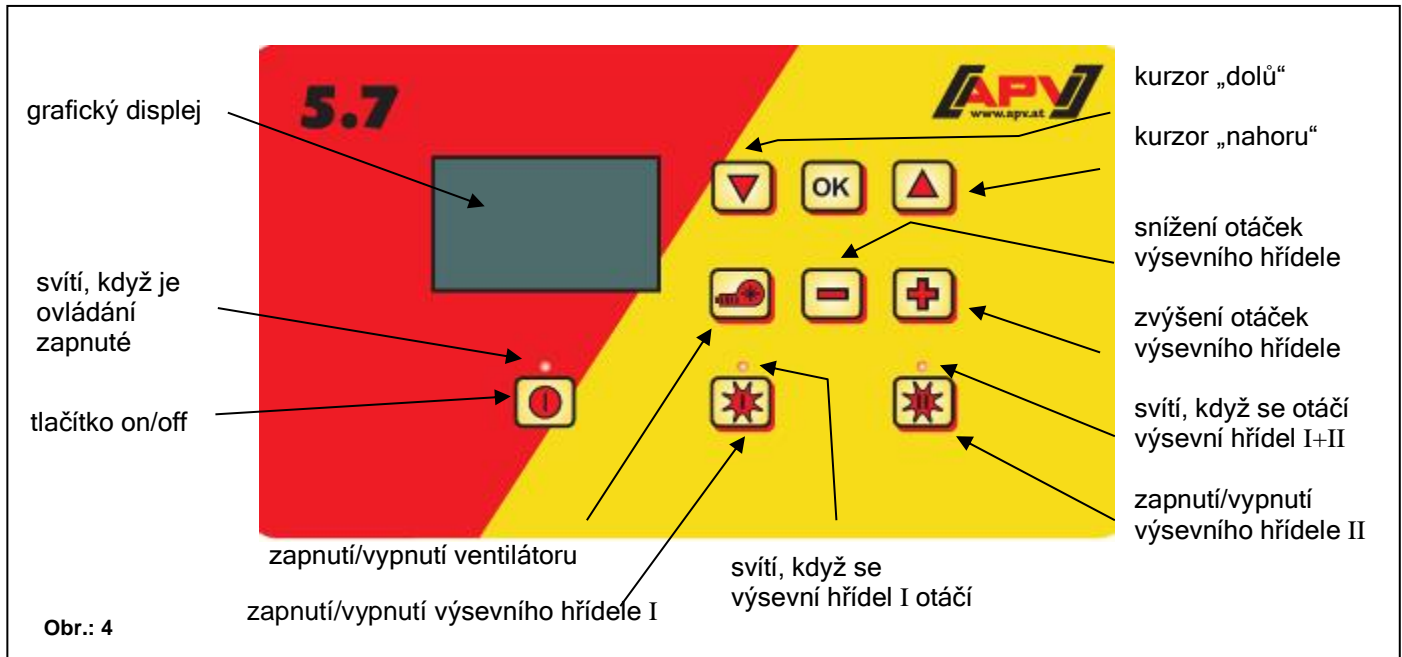 grafický displej
svítí, když je
ovládání
zapnuté
tlačítko on/off
5.7
APV
www.apv.at
OK
I
I
II
kurzor „dolů“
kurzor „nahoru“
snížení otáček
výsevního hřídele
zvýšení otáček
výsevního hřídele
svítí, když se otáčí
výsevní hřídel I+II
zapnutí/vypnutí
výsevního hřídele II
zapnutí/vypnutí ventilátoru
zapnutí/vypnutí výsevního hřídele I
svítí, když se
výsevní hřídel I otáčí
Obr.: 4